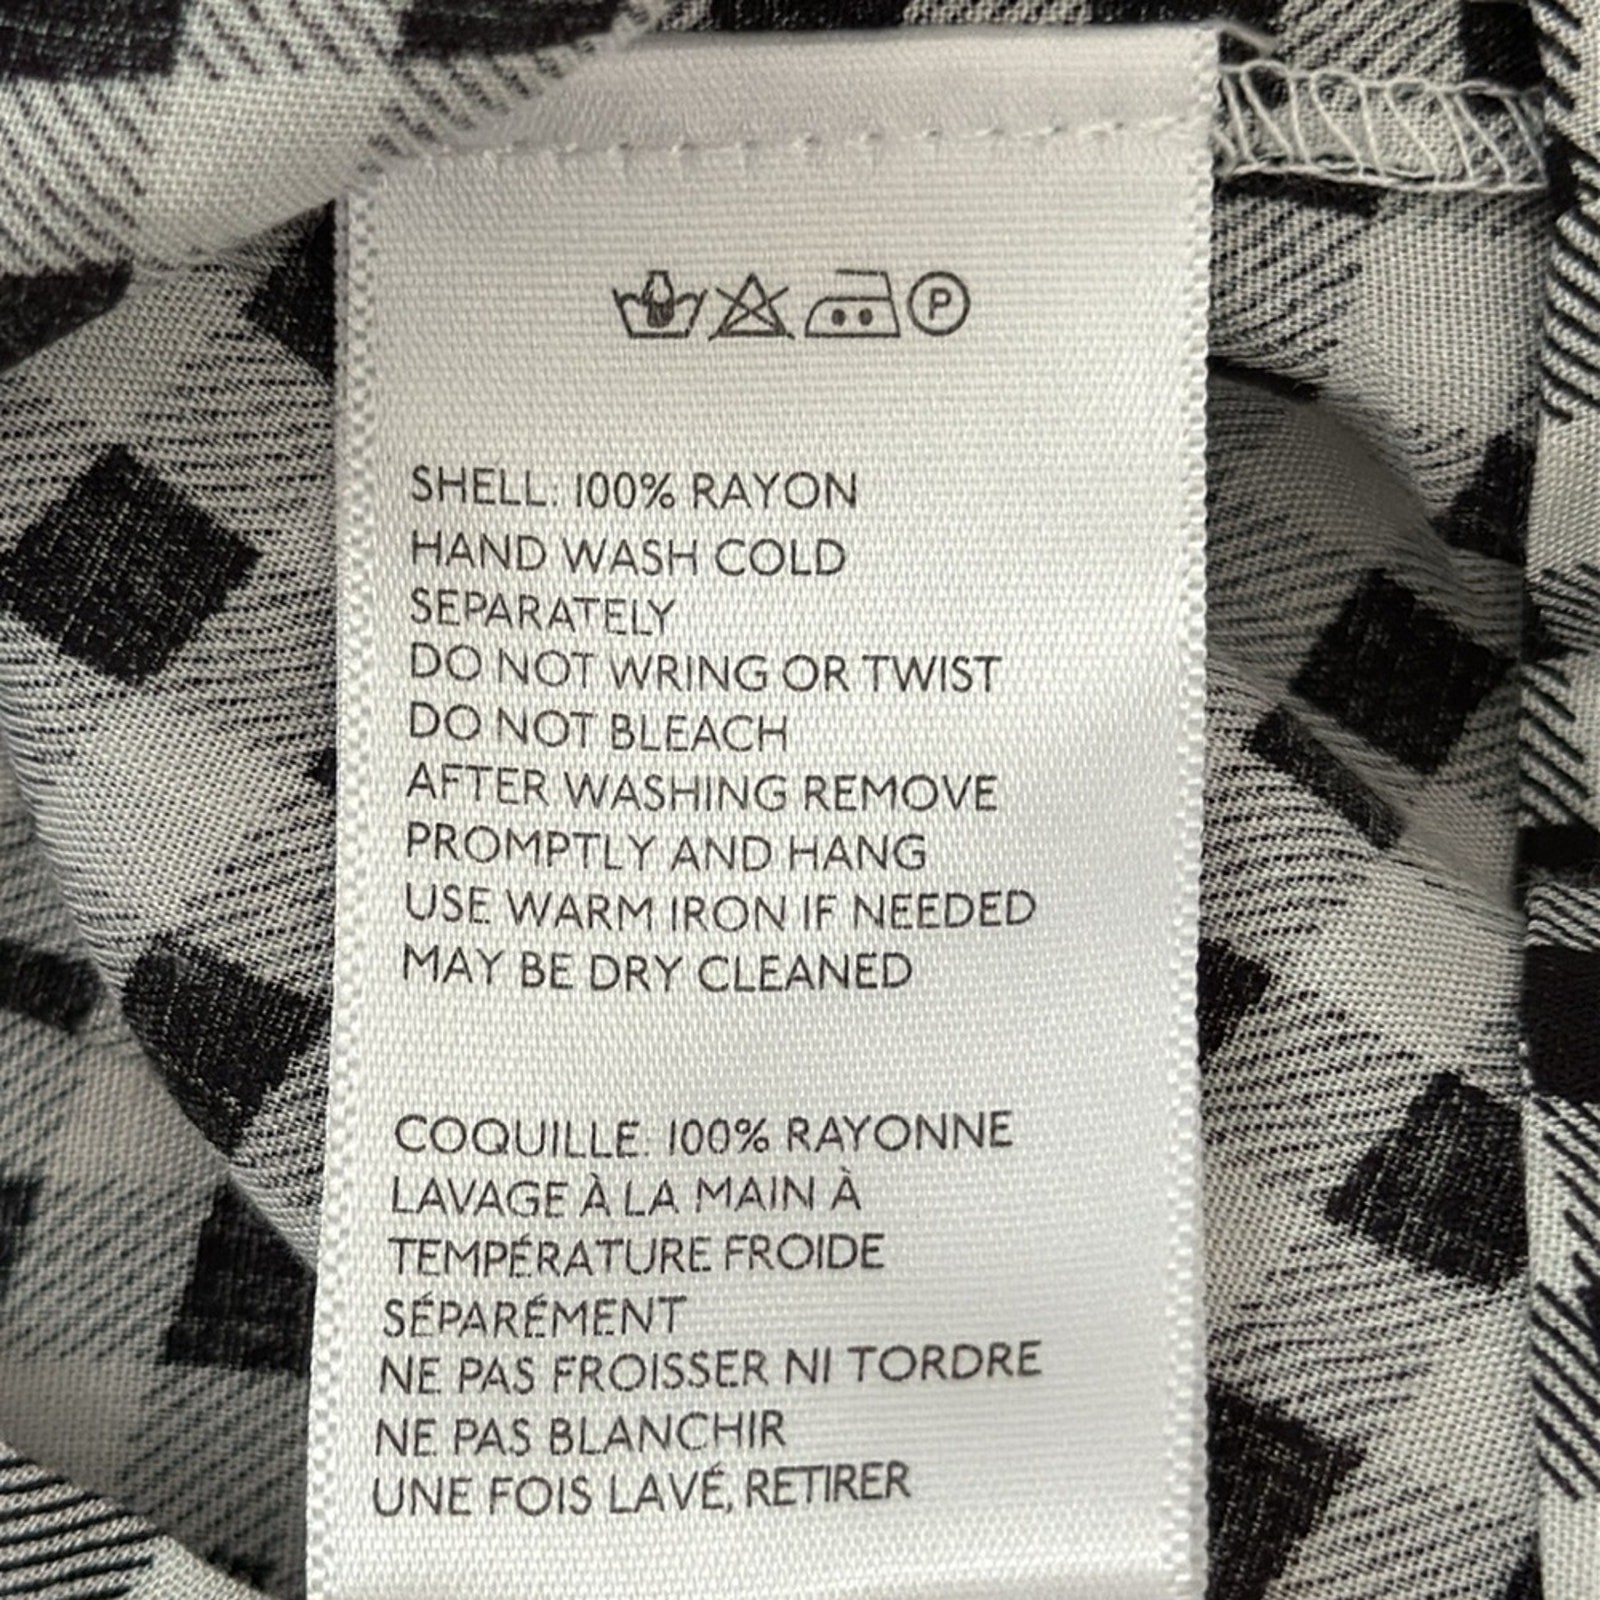 P
SHELL: 100% RAYON
HAND WASH COLD
SEPARATELY
DO NOT WRING OR TWIST
DO NOT BLEACH
AFTER WASHING REMOVE
PROMPTLY AND HANG
USE WARM IRON IF NEEDED
MAY BE DRY CLEANED
COQUILLE: 100% RAYONNE
LAVAGE À LA MAIN À
TEMPÉRATURE FROIDE
SÉPARÉMENT
NE PAS FROISSER NI TORDRE
NE PAS BLANCHIR
UNE FOIS LAVÉ, RETIRER